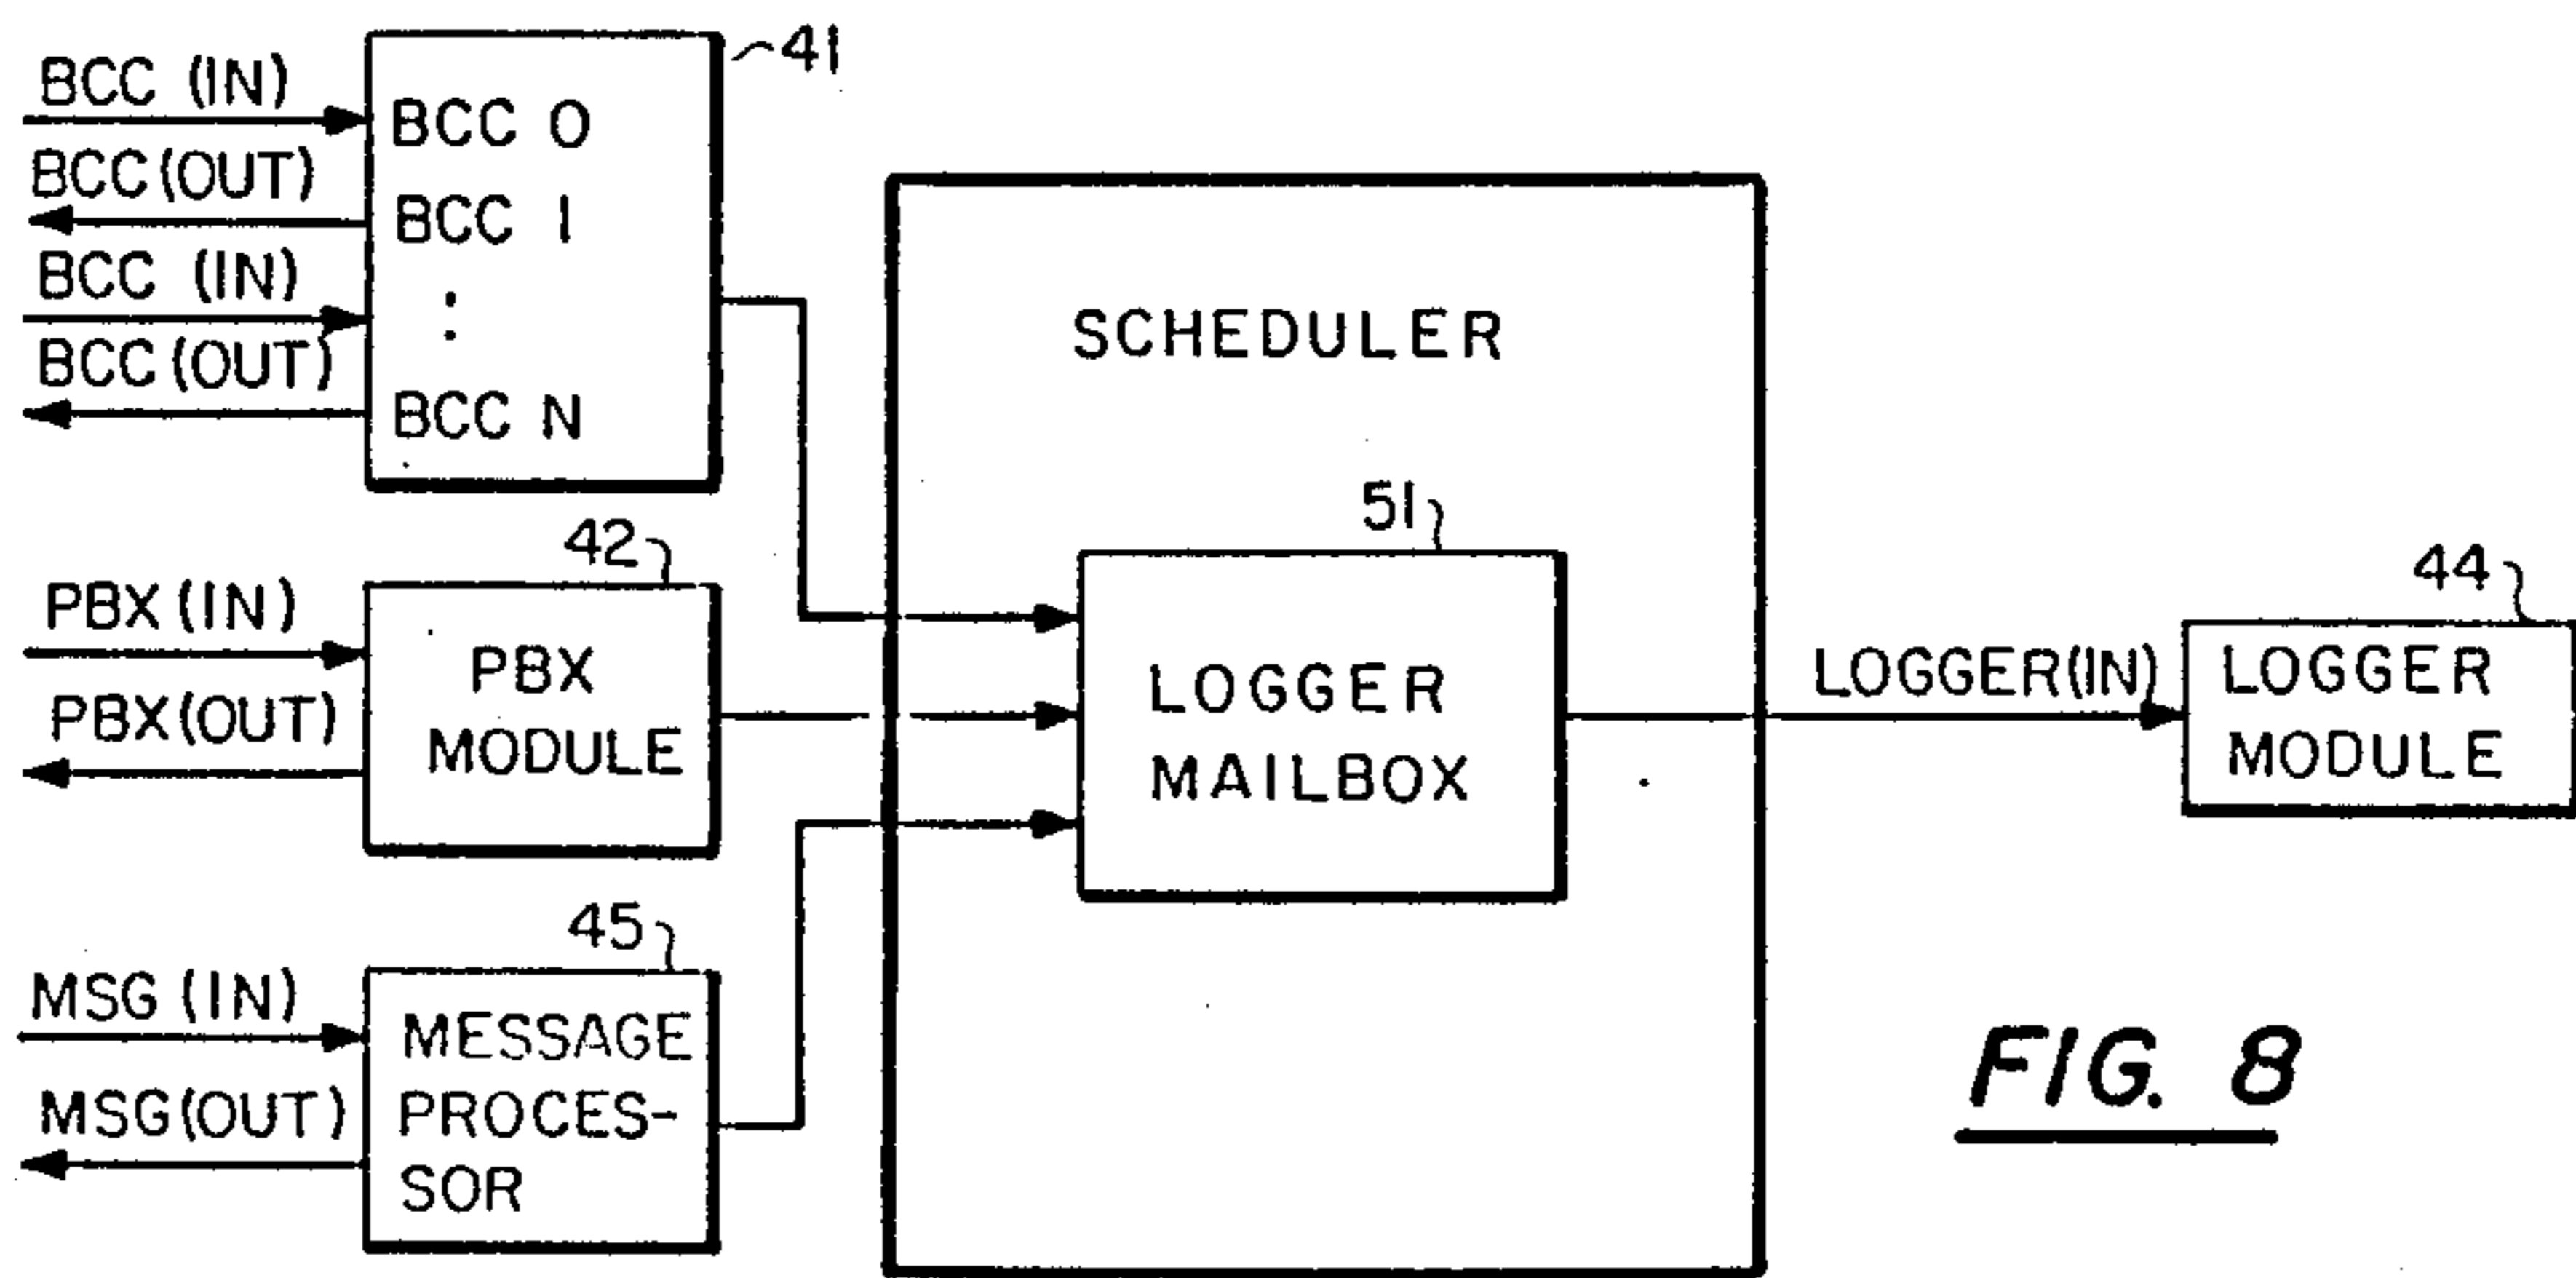 BCC (IN)
BCC (OUT)
BCC (IN)
BCC (OUT)
41
BCC 0
BCC 1
:
BCC N
PBX (IN)
PBX (OUT)
42
PBX
MODULE
MSG (IN)
MSG (OUT)
45
MESSAGE
PROCES-
SOR
SCHEDULER
51
LOGGER
MAILBOX
LOGGER(IN)
44
LOGGER
MODULE
FIG. 8